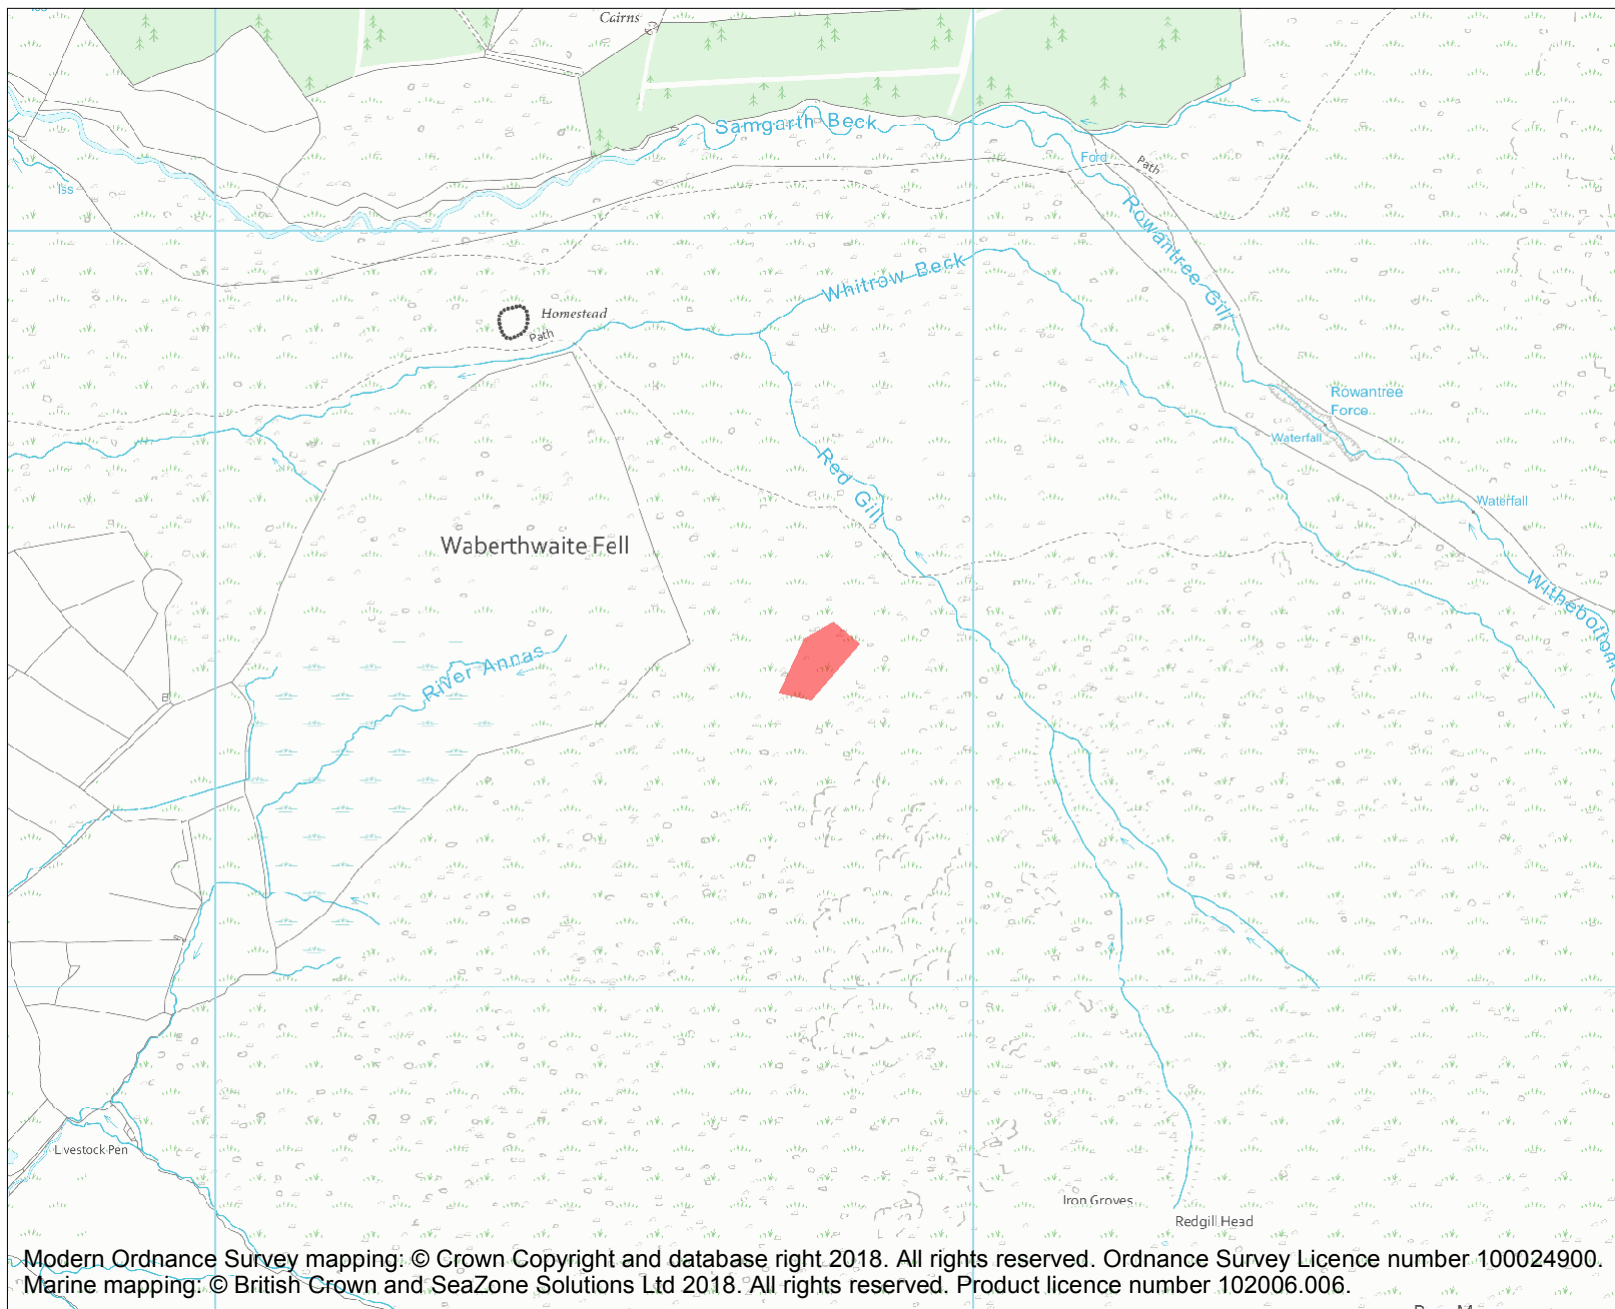 Cairns
Samgarth Beck
Ford
Path
Iss
Rowantree Gill
Whitrow Beck
Homestead
Path
Rowantree
Force
Waterfall
Red Gill
Waterfall
Waberthwaite Fell
Withebottom
River Annas
Livestock Pen
Iron Groves
Redgill Head
Modern Ordnance Survey mapping: © Crown Copyright and database right 2018. All rights reserved. Ordnance Survey Licence number 100024900.
Marine mapping: © British Crown and SeaZone Solutions Ltd 2018. All rights reserved. Product licence number 102006.006.